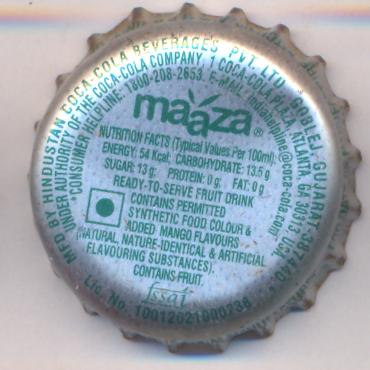 MFD BY HINDUSTAN COCA-COLA BEVERAGES PVT. LTD., GOBLEJ, GUJARAT-387440.
UNDER AUTHORITY OF THE COCA-COLA COMPANY, 1 COCA-COLA PLAZA, ATLANTA, GA 30313, USA.
*CONSUMER HELPLINE: 1800-208-2653. E-MAIL: indiahelpline@coca-cola.com
maaza®
NUTRITION FACTS (Typical Values Per 100ml):
ENERGY: 54 Kcal, CARBOHYDRATE: 13.5 g
SUGAR: 13 g, PROTEIN: 0 g, FAT: 0 g
READY-TO-SERVE FRUIT DRINK
CONTAINS PERMITTED
SYNTHETIC FOOD COLOUR &
ADDED MANGO FLAVOURS
(NATURAL, NATURE-IDENTICAL & ARTIFICIAL
FLAVOURING SUBSTANCES).
CONTAINS FRUIT.
fssai
Lic. No. 10012021000238